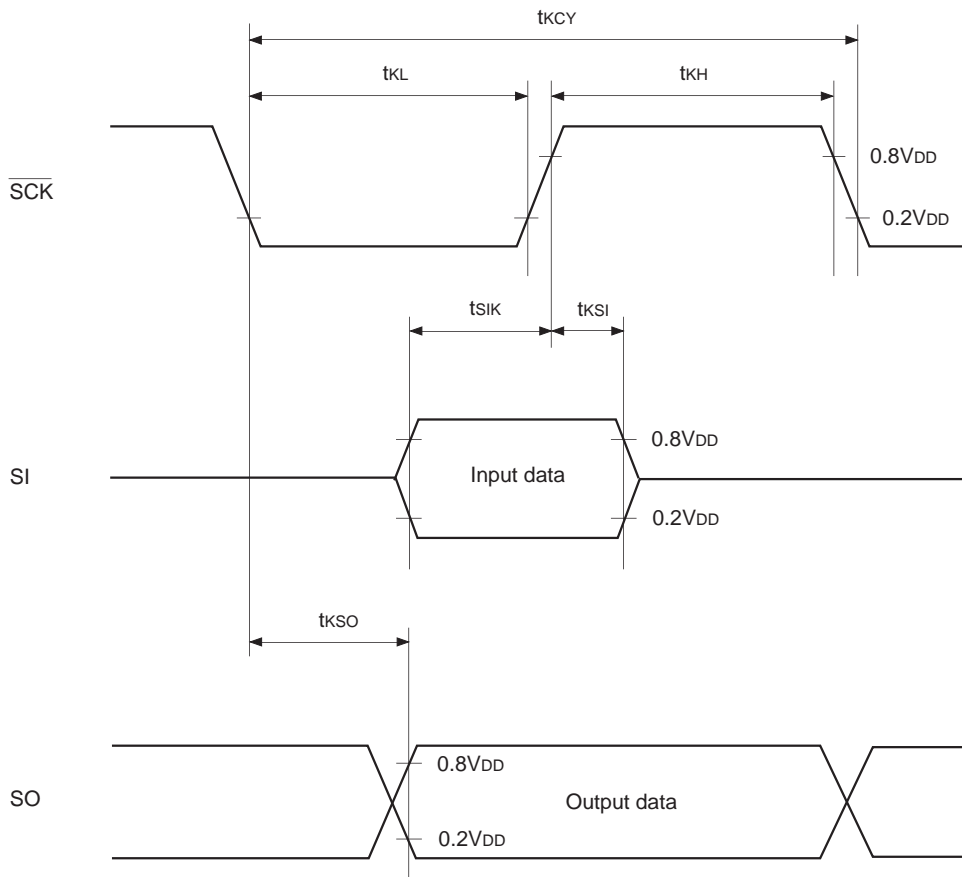 tKCY
tKL
tKH
0.8VDD
SCK
0.2VDD
tSIK
tKSI
0.8VDD
SI
Input data
0.2VDD
tKSO
0.8VDD
SO
Output data
0.2VDD